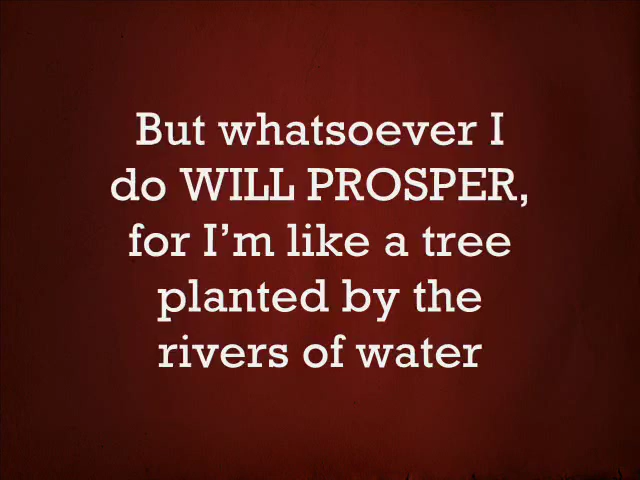 But whatsoever I
do WILL PROSPER,
for I’m like a tree
planted by the
rivers of water